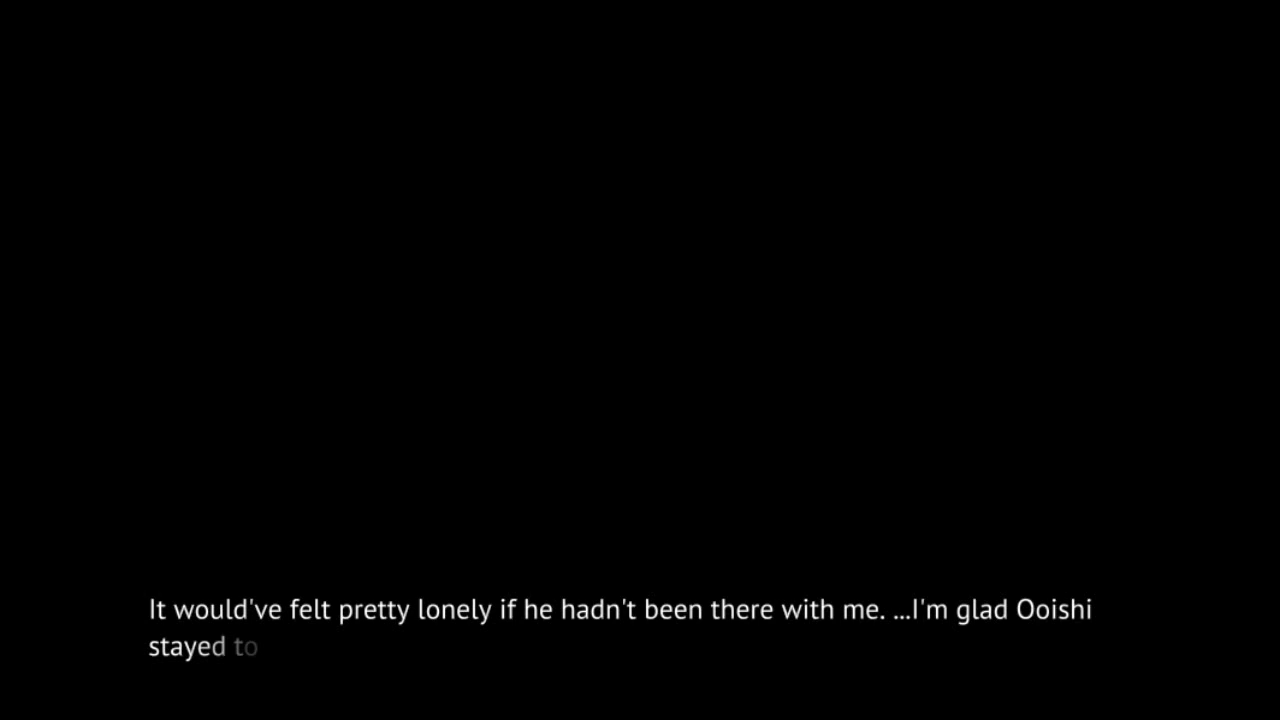 It would've felt pretty lonely if he hadn't been there with me. ...I'm glad Ooishi
stayed to